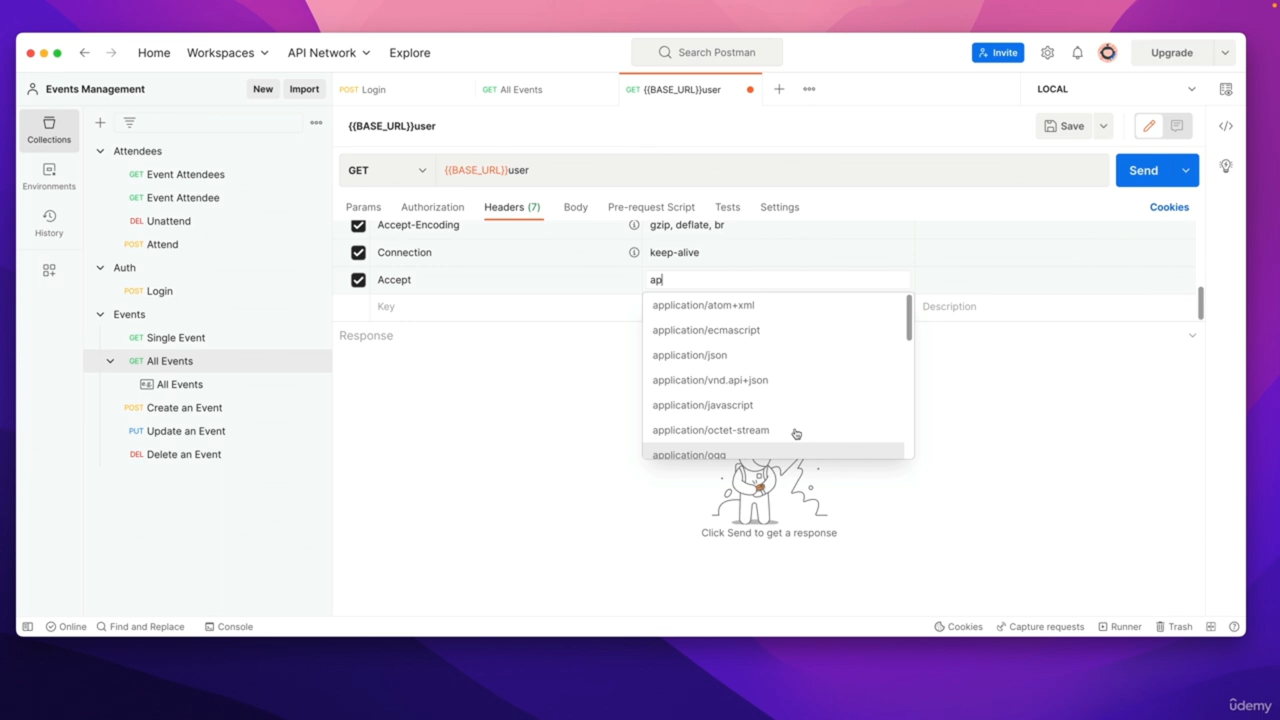 Home Workspaces API Network Explore Search Postman Invite Upgrade
Events Management New Import POST Login GET All Events GET {{BASE_URL}}user LOCAL
Collections
Environments
History
Attendees
GET Event Attendees
GET Event Attendee
DEL Unattend
POST Attend
Auth
POST Login
Events
GET Single Event
GET All Events
All Events
POST Create an Event
PUT Update an Event
DEL Delete an Event
{{BASE_URL}}user Save
GET {{BASE_URL}}user Send
Params Authorization Headers (7) Body Pre-request Script Tests Settings Cookies
Accept-Encoding gzip, deflate, br
Connection keep-alive
Accept ap
Key Description
application/atom+xml
application/ecmascript
application/json
application/vnd.api+json
application/javascript
application/octet-stream
application/ogg
Response
Click Send to get a response
Online Find and Replace Console Cookies Capture requests Runner Trash
ûdemy